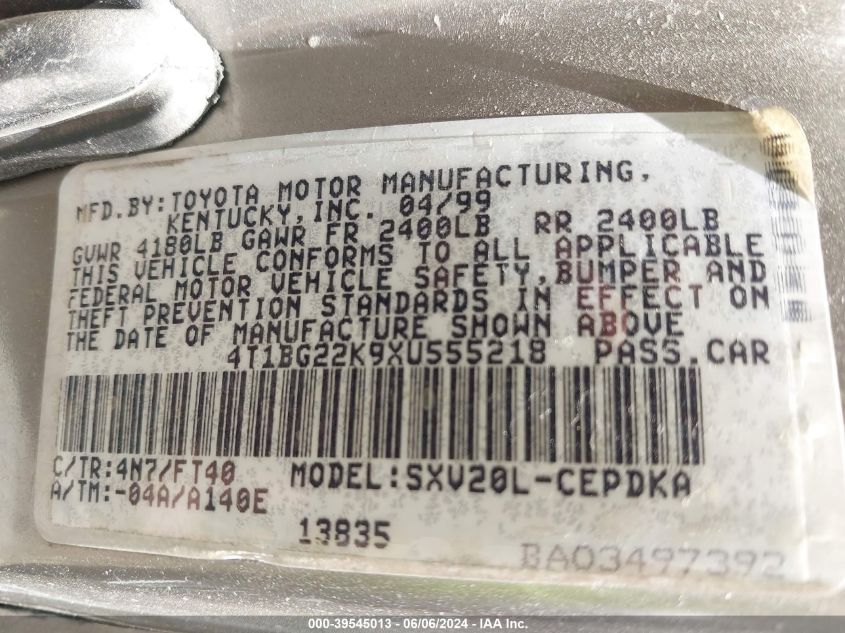 MFD.BY:TOYOTA MOTOR MANUFACTURING,
KENTUCKY,INC. 04/99
GVWR 4180LB GAWR FR 2400LB RR 2400LB
THIS VEHICLE CONFORMS TO ALL APPLICABLE
FEDERAL MOTOR VEHICLE SAFETY,BUMPER AND
THEFT PREVENTION STANDARDS IN EFFECT ON
THE DATE OF MANUFACTURE SHOWN ABOVE
4T1BG22K9XU555218 PASS.CAR
C/TR:4N7/FT40 MODEL:SXV20L-CEPDKA
A/TM:-04A/A140E
13835
BA03497392
000-39545013 - 06/06/2024 - IAA Inc.